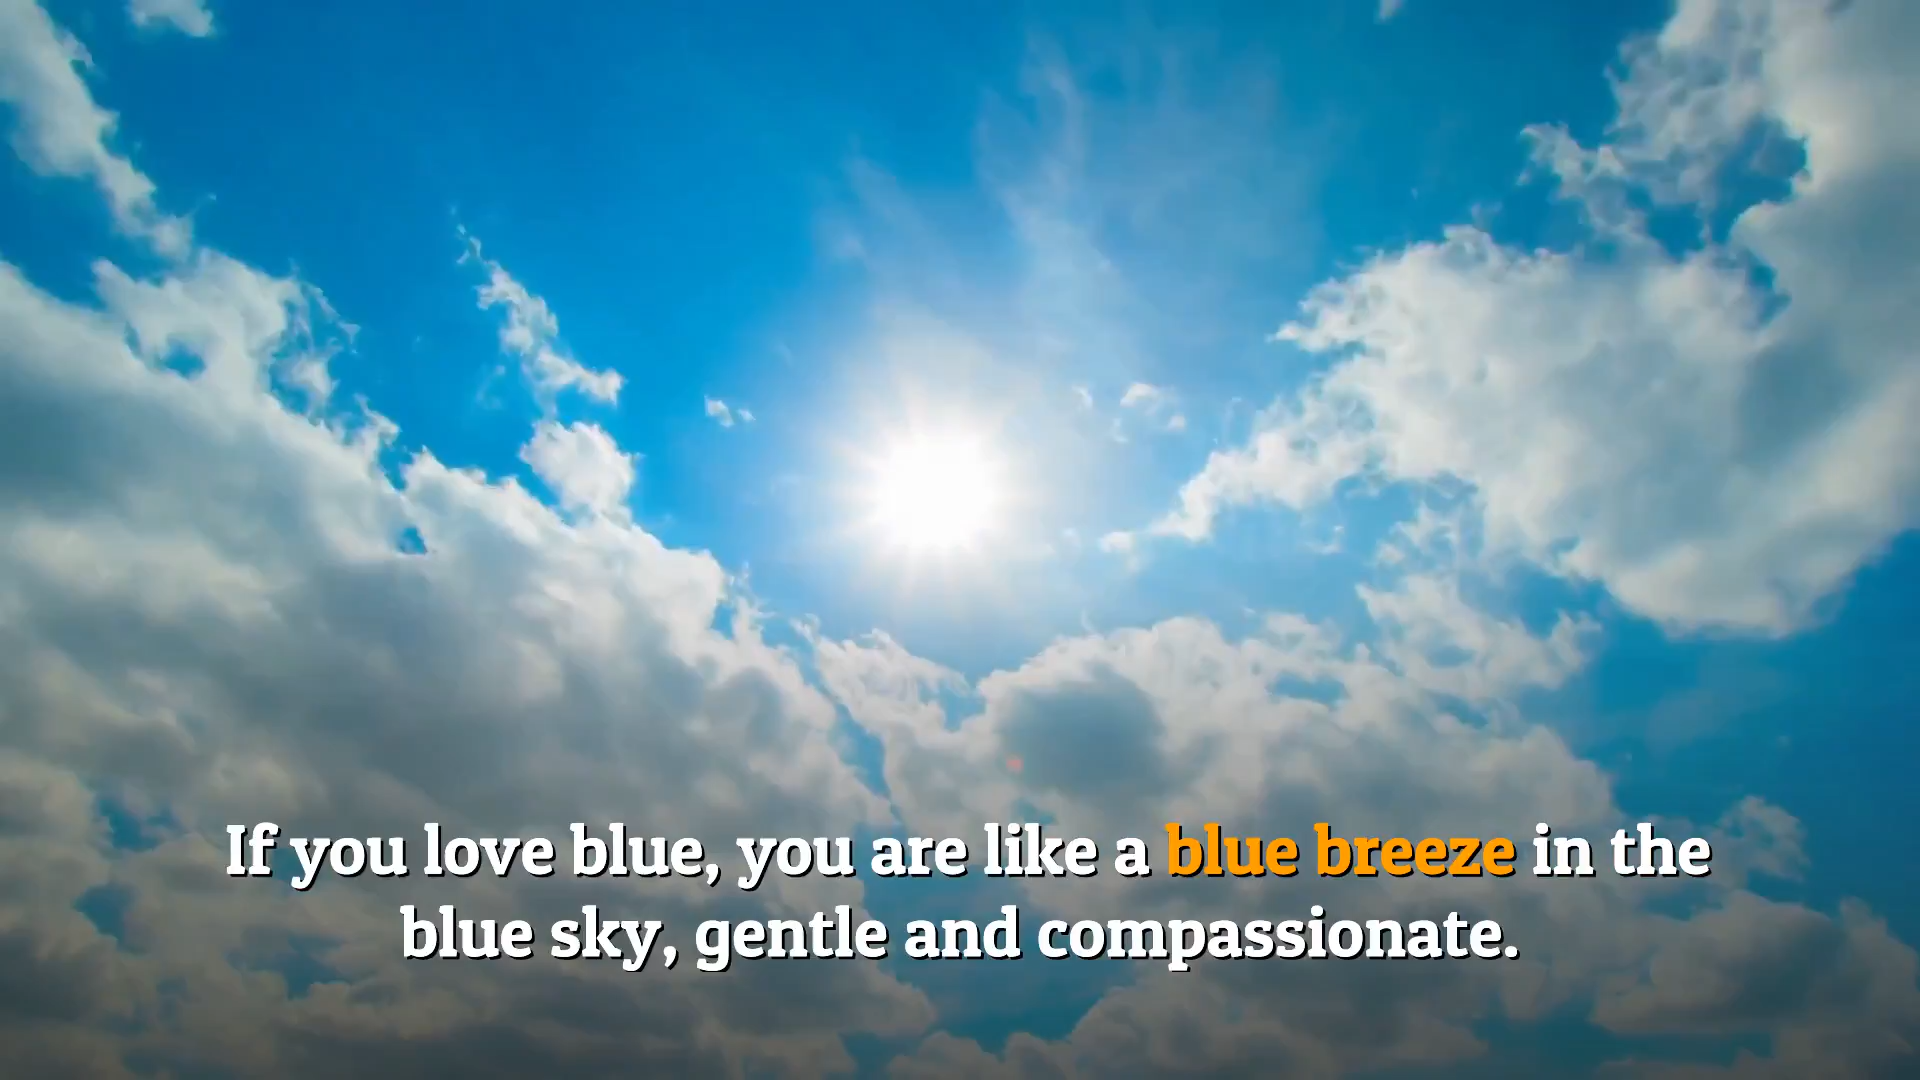 If you love blue, you are like a blue breeze in the
blue sky, gentle and compassionate.